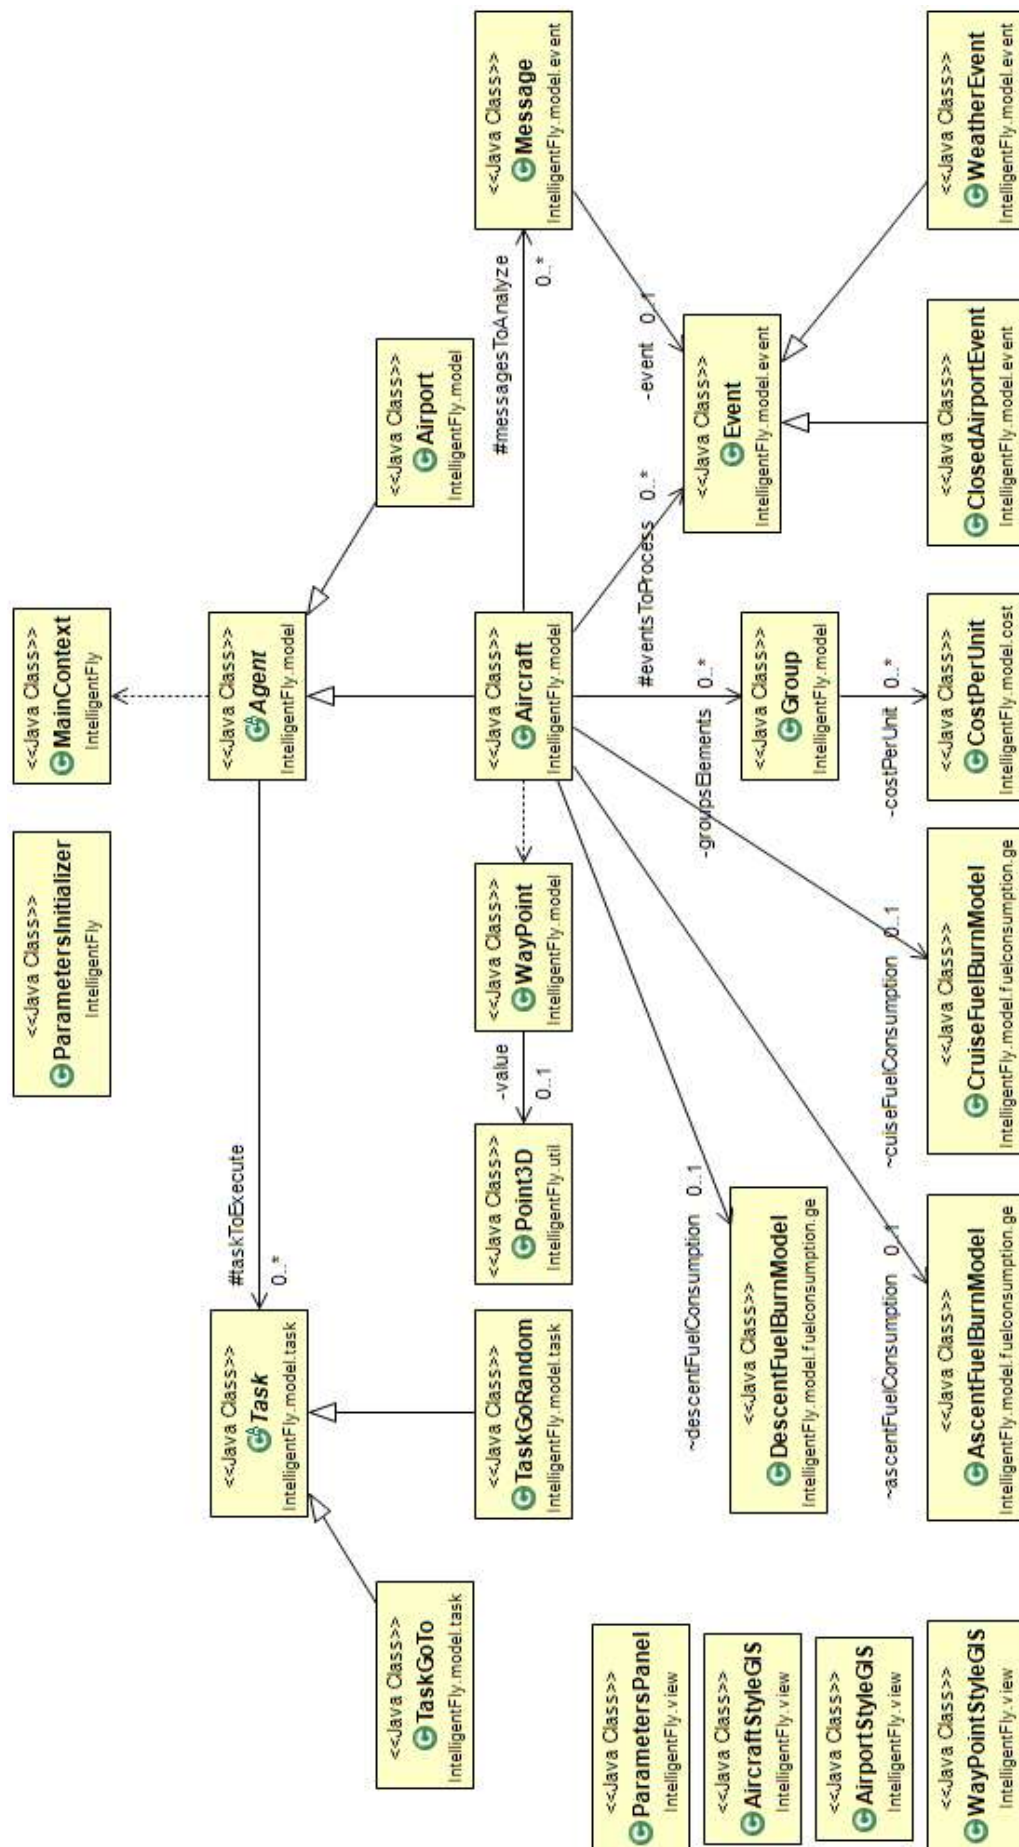 <<Java Class>>
ParametersInitializer
IntelligentFly
<<Java Class>>
MainContext
IntelligentFly
<<Java Class>>
Task
IntelligentFly.model.task
#taskToExecute
0..*
<<Java Class>>
Agent
IntelligentFly.model
<<Java Class>>
TaskGoTo
IntelligentFly.model.task
<<Java Class>>
Airport
IntelligentFly.model
<<Java Class>>
TaskGoRandom
IntelligentFly.model.task
<<Java Class>>
Point3D
IntelligentFly.util
-value
0..1
<<Java Class>>
WayPoint
IntelligentFly.model
<<Java Class>>
Aircraft
IntelligentFly.model
#messagesToAnalyze
0..*
<<Java Class>>
Message
IntelligentFly.model.event
<<Java Class>>
ParametersPanel
IntelligentFly.view
<<Java Class>>
AircraftStyleGIS
IntelligentFly.view
<<Java Class>>
AirportStyleGIS
IntelligentFly.view
<<Java Class>>
WayPointStyleGIS
IntelligentFly.view
~descentFuelConsumption 0..1
<<Java Class>>
DescentFuelBurnModel
IntelligentFly.model.fuelconsumption.ge
-groupsElements 0..*
<<Java Class>>
Group
IntelligentFly.model
#eventsToProcess 0..*
-event 0..1
<<Java Class>>
Event
IntelligentFly.model.event
~ascentFuelConsumption 0..1
<<Java Class>>
AscentFuelBurnModel
IntelligentFly.model.fuelconsumption.ge
~cuiseFuelConsumption 0..1
<<Java Class>>
CruiseFuelBurnModel
IntelligentFly.model.fuelconsumption.ge
-costPerUnit 0..*
<<Java Class>>
CostPerUnit
IntelligentFly.model.cost
<<Java Class>>
ClosedAirportEvent
IntelligentFly.model.event
<<Java Class>>
WeatherEvent
IntelligentFly.model.event